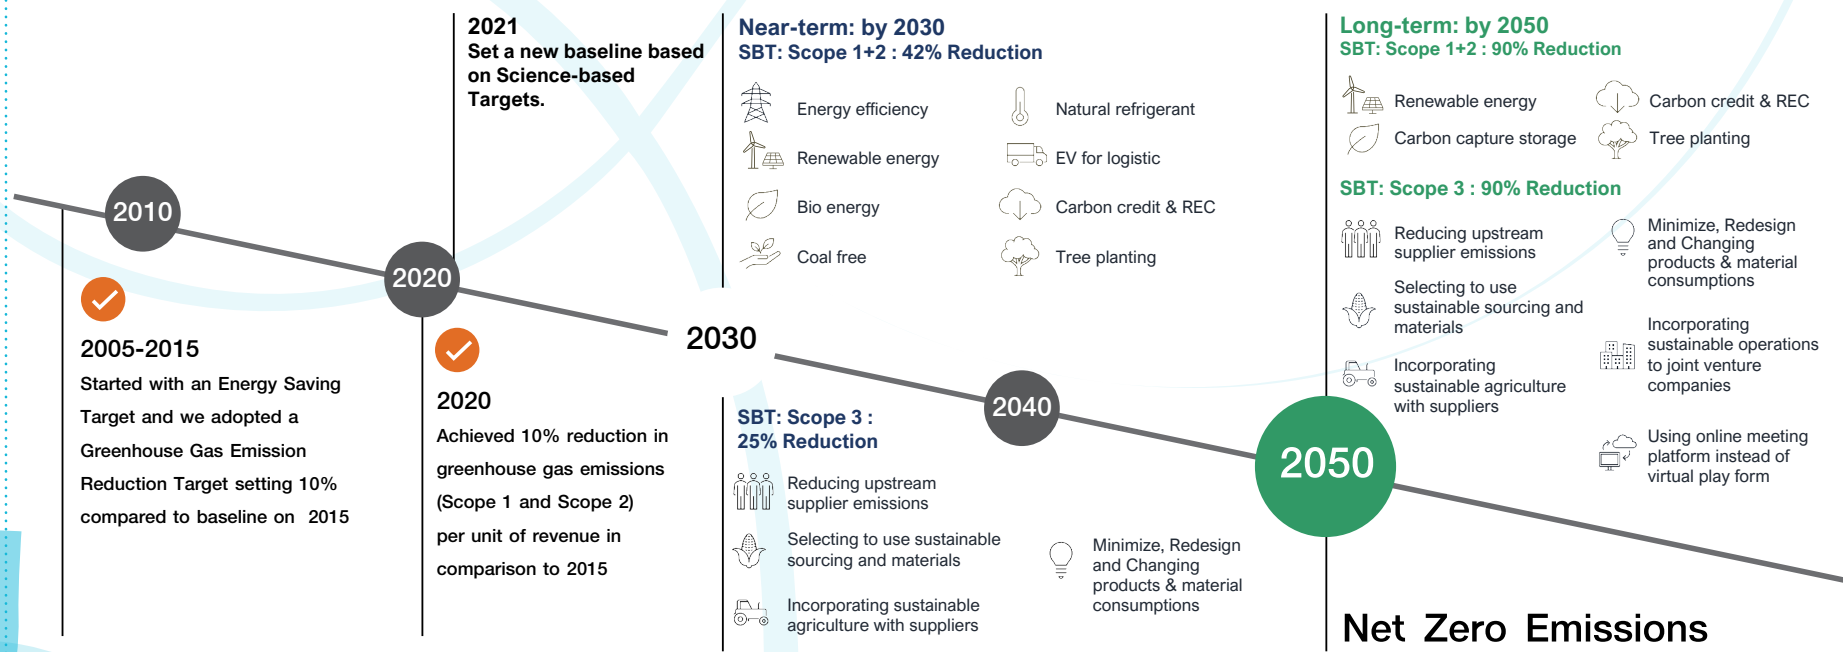 2010
2005-2015
Started with an Energy Saving
Target and we adopted a
Greenhouse Gas Emission
Reduction Target setting 10%
compared to baseline on 2015
2020
2020
Achieved 10% reduction in
greenhouse gas emissions
(Scope 1 and Scope 2)
per unit of revenue in
comparison to 2015
2021
Set a new baseline based
on Science-based
Targets.
Near-term: by 2030
SBT: Scope 1+2 : 42% Reduction
Energy efficiency
Renewable energy
Bio energy
Coal free
Natural refrigerant
EV for logistic
Carbon credit & REC
Tree planting
2030
SBT: Scope 3 :
25% Reduction
Reducing upstream
supplier emissions
Selecting to use sustainable
sourcing and materials
Incorporating sustainable
agriculture with suppliers
Minimize, Redesign
and Changing
products & material
consumptions
2040
Long-term: by 2050
SBT: Scope 1+2 : 90% Reduction
Renewable energy
Carbon capture storage
Carbon credit & REC
Tree planting
SBT: Scope 3 : 90% Reduction
Reducing upstream
supplier emissions
Selecting to use
sustainable sourcing and
materials
Incorporating
sustainable agriculture
with suppliers
Minimize, Redesign
and Changing
products & material
consumptions
Incorporating
sustainable operations
to joint venture
companies
Using online meeting
platform instead of
virtual play form
2050
Net Zero Emissions